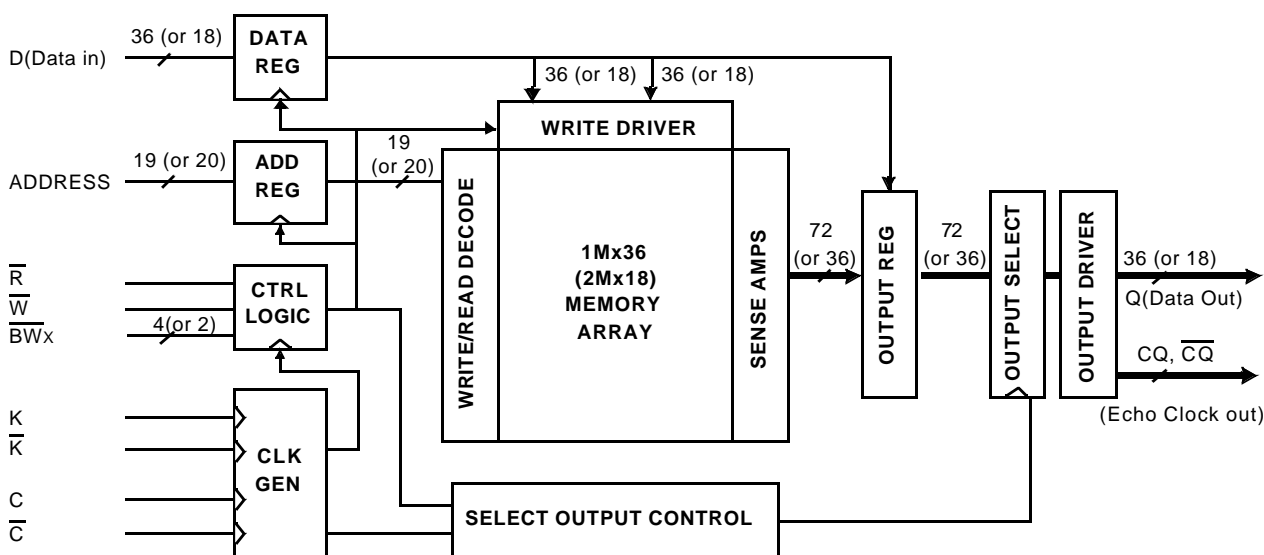 D(Data in)
36 (or 18)
DATA
REG
36 (or 18)
36 (or 18)
WRITE DRIVER
ADDRESS
19 (or 20)
ADD
REG
19
(or 20)
WRITE/READ DECODE
1Mx36
(2Mx18)
MEMORY
ARRAY
SENSE AMPS
72
(or 36)
OUTPUT REG
72
(or 36)
OUTPUT SELECT
OUTPUT DRIVER
36 (or 18)
Q(Data Out)
CQ, C̅Q̅
(Echo Clock out)
R̅
W̅
B̅W̅x
4(or 2)
CTRL
LOGIC
K
K̅
C
C̅
CLK
GEN
SELECT OUTPUT CONTROL